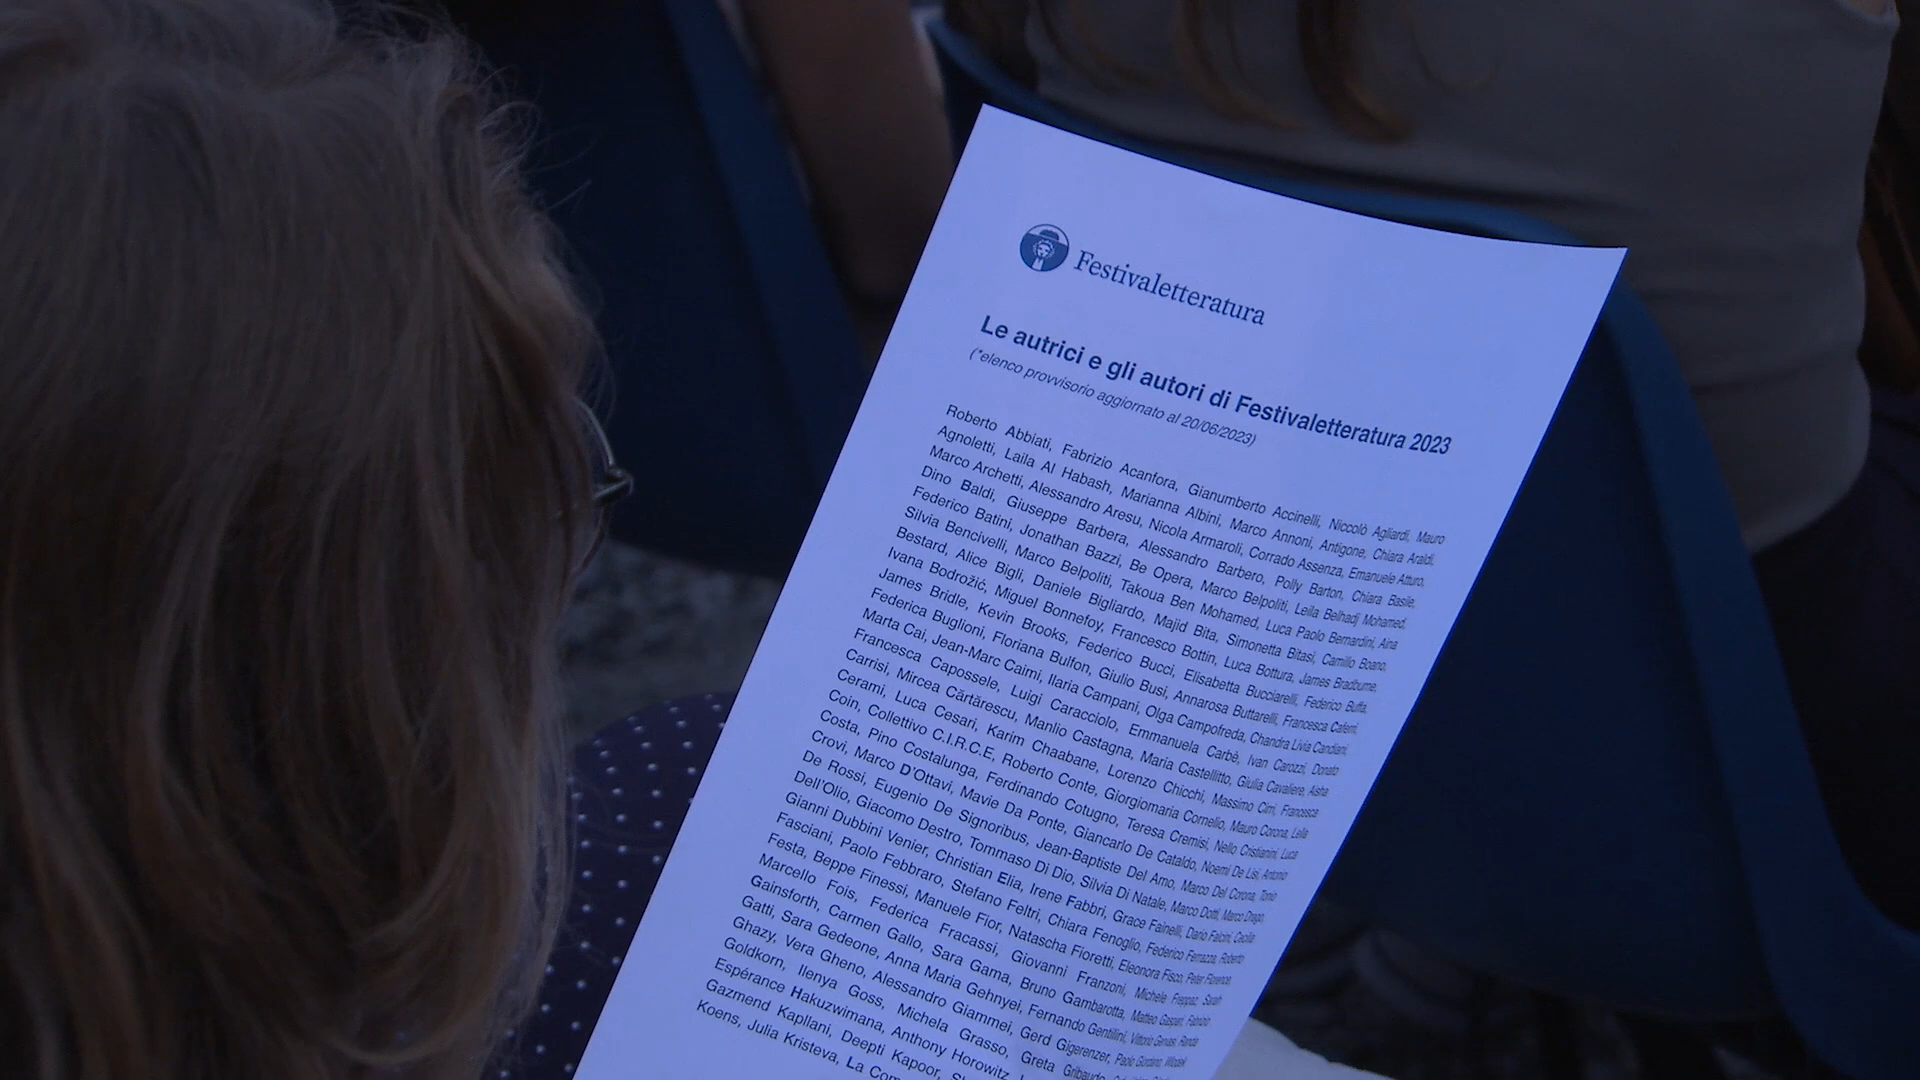 Festivaletteratura
Le autrici e gli autori di Festivaletteratura 2023
(*elenco provvisorio aggiornato al 20/06/2023)
Roberto Abbiati, Fabrizio Acanfora, Gianumberto Accinelli, Niccolò Agliardi, Mauro
Agnoletti, Laila Al Habash, Marianna Albini, Marco Annoni, Antigone, Chiara Araldi,
Marco Archetti, Alessandro Aresu, Nicola Armaroli, Corrado Assenza, Emanuele Atturo,
Dino Baldi, Giuseppe Barbera, Alessandro Barbero, Polly Barton, Chiara Basile,
Federico Batini, Jonathan Bazzi, Be Opera, Marco Belpoliti, Leila Belhadj Mohamed,
Silvia Bencivelli, Marco Belpoliti, Takoua Ben Mohamed, Luca Paolo Bernardini, Aina
Bestard, Alice Bigli, Daniele Bigliardo, Majid Bita, Simonetta Bitasi, Camillo Boano,
Ivana Bodrožić, Miguel Bonnefoy, Francesco Bottin, Luca Bottura, James Bradburne,
James Bridle, Kevin Brooks, Federico Bucci, Elisabetta Bucciarelli, Federico Buffa,
Federica Buglioni, Floriana Bulfon, Giulio Busi, Annarosa Buttarelli, Francesca Caferri,
Marta Cai, Jean-Marc Caimi, Ilaria Campani, Olga Campofreda, Chandra Livia Candiani
Francesca Capossele, Luigi Caracciolo, Emmanuela Carbè, Ivan Carozzi, Donato
Carrisi, Mircea Cărtărescu, Manlio Castagna, Maria Castellitto, Giulia Cavaliere, Aisha
Cerami, Luca Cesari, Karim Chaabane, Lorenzo Chicchi, Massimo Cirri, Francesca
Coin, Collettivo C.I.R.C.E, Roberto Conte, Giorgiomaria Cornelio, Mauro Corona, Lella
Costa, Pino Costalunga, Ferdinando Cotugno, Teresa Cremisi, Nello Cristianini, Luca
Crovi, Marco D'Ottavi, Mavie Da Ponte, Giancarlo De Cataldo, Noemi De Lisi, Antonio
De Rossi, Eugenio De Signoribus, Jean-Baptiste Del Amo, Marco Del Corona, Tonio
Dell'Olio, Giacomo Destro, Tommaso Di Dio, Silvia Di Natale, Marco Dotti, Marco Drago,
Gianni Dubbini Venier, Christian Elia, Irene Fabbri, Grace Fainelli, Dario Falcini, Cecilia
Fasciani, Paolo Febbraro, Stefano Feltri, Chiara Fenoglio, Federico Ferrazza, Roberto
Festa, Beppe Finessi, Manuele Fior, Natascha Fioretti, Eleonora Fisco, Peter Florence,
Marcello Fois, Federica Fracassi, Giovanni Franzoni, Michele Freppaz, Sarah
Gainsforth, Carmen Gallo, Sara Gama, Bruno Gambarotta, Matteo Gaspari, Fabrizio
Gatti, Sara Gedeone, Anna Maria Gehnyei, Fernando Gentilini, Vittorio Gervasi, Randa
Ghazy, Vera Gheno, Alessandro Giammei, Gerd Gigerenzer, Paolo Giordano, Wlodek
Goldkorn, Ilenya Goss, Michela Grasso, Greta Gribaudo
Espérance Hakuzwimana, Anthony Horowitz,
Gazmend Kapllani, Deepti Kapoor,
Koens, Julia Kristeva, La Com